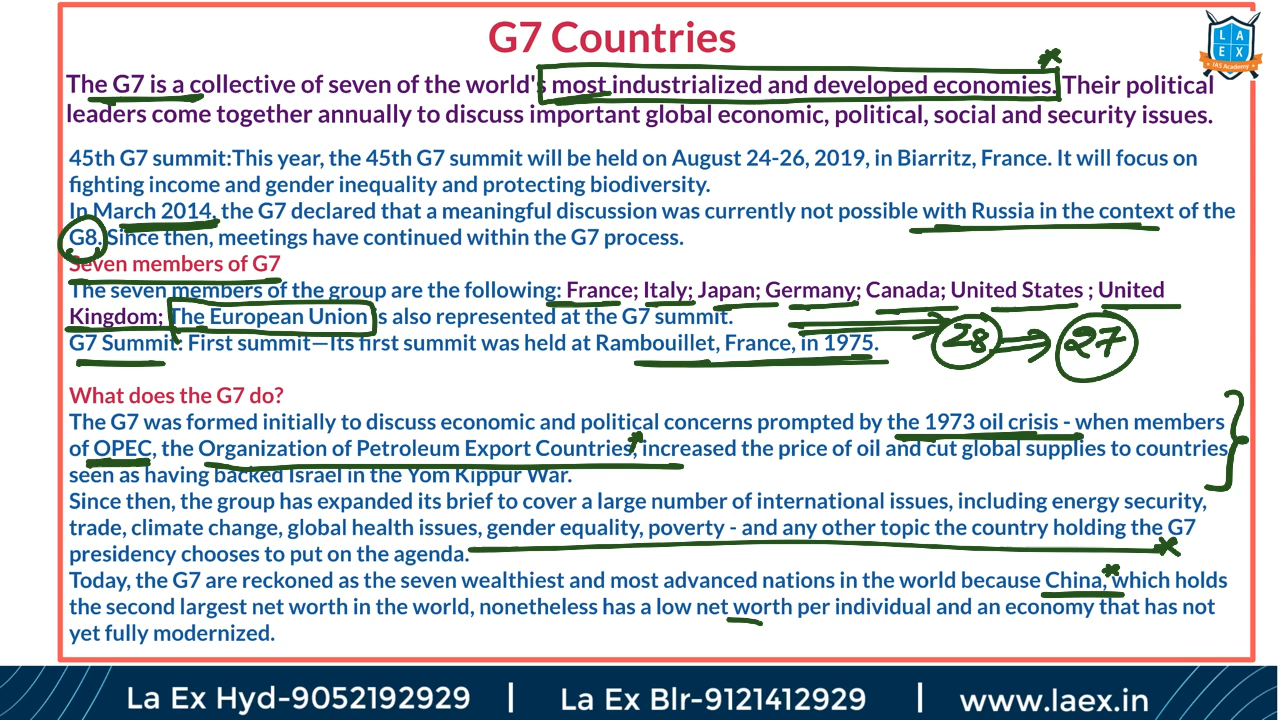 G7 Countries
L A
E X
IAS Academy
The G7 is a collective of seven of the world's most industrialized and developed economies. Their political
leaders come together annually to discuss important global economic, political, social and security issues.
45th G7 summit:This year, the 45th G7 summit will be held on August 24-26, 2019, in Biarritz, France. It will focus on
fighting income and gender inequality and protecting biodiversity.
In March 2014, the G7 declared that a meaningful discussion was currently not possible with Russia in the context of the
G8. Since then, meetings have continued within the G7 process.
Seven members of G7
The seven members of the group are the following: France; Italy; Japan; Germany; Canada; United States ; United
Kingdom; The European Union is also represented at the G7 summit.
28 27
G7 Summit: First summit—Its first summit was held at Rambouillet, France, in 1975.
What does the G7 do?
The G7 was formed initially to discuss economic and political concerns prompted by the 1973 oil crisis - when members
of OPEC, the Organization of Petroleum Export Countries, increased the price of oil and cut global supplies to countries
seen as having backed Israel in the Yom Kippur War.
Since then, the group has expanded its brief to cover a large number of international issues, including energy security,
trade, climate change, global health issues, gender equality, poverty - and any other topic the country holding the G7
presidency chooses to put on the agenda.
Today, the G7 are reckoned as the seven wealthiest and most advanced nations in the world because China, which holds
the second largest net worth in the world, nonetheless has a low net worth per individual and an economy that has not
yet fully modernized.
La Ex Hyd-9052192929 | La Ex Blr-9121412929 | www.laex.in